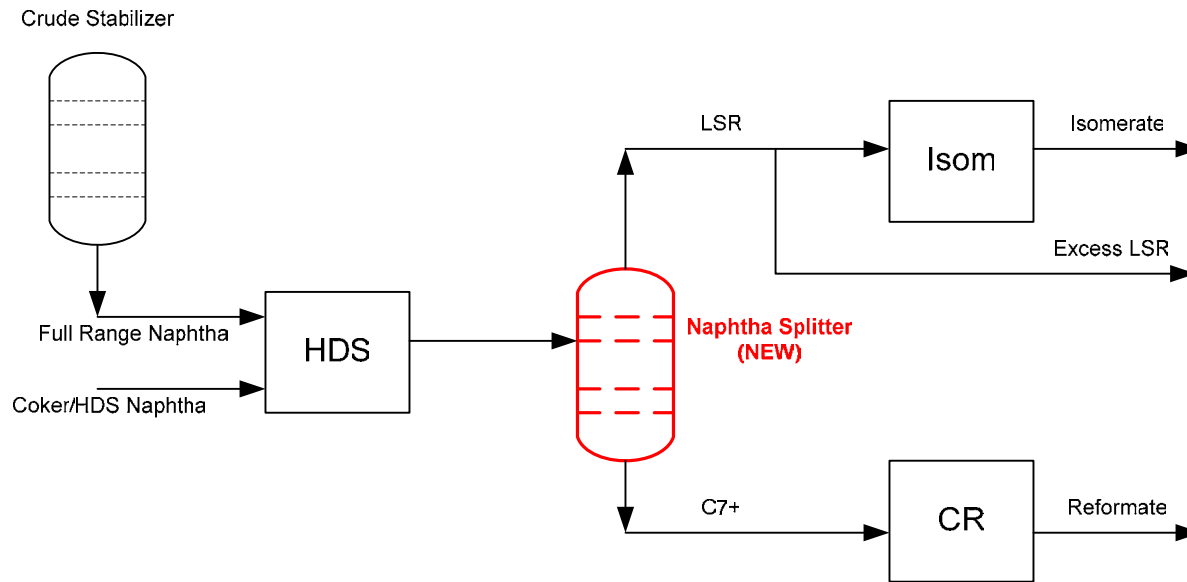 Crude Stabilizer
LSR
Isom
Isomerate
Excess LSR
Full Range Naphtha
HDS
Naphtha Splitter
(NEW)
Coker/HDS Naphtha
C7+
CR
Reformate